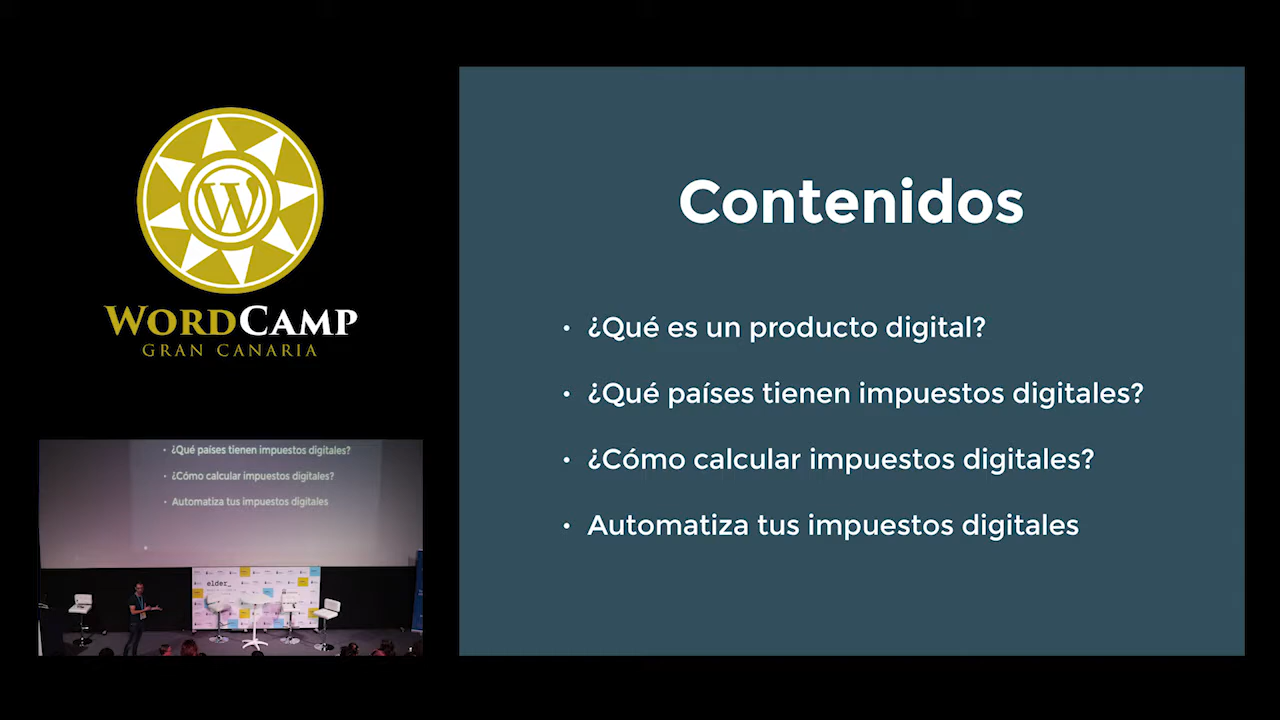 WORDCAMP
GRAN CANARIA
Contenidos
• ¿Qué es un producto digital?
• ¿Qué países tienen impuestos digitales?
• ¿Cómo calcular impuestos digitales?
• Automatiza tus impuestos digitales
• ¿Qué países tienen impuestos digitales?
• ¿Cómo calcular impuestos digitales?
• Automatiza tus impuestos digitales
elder_